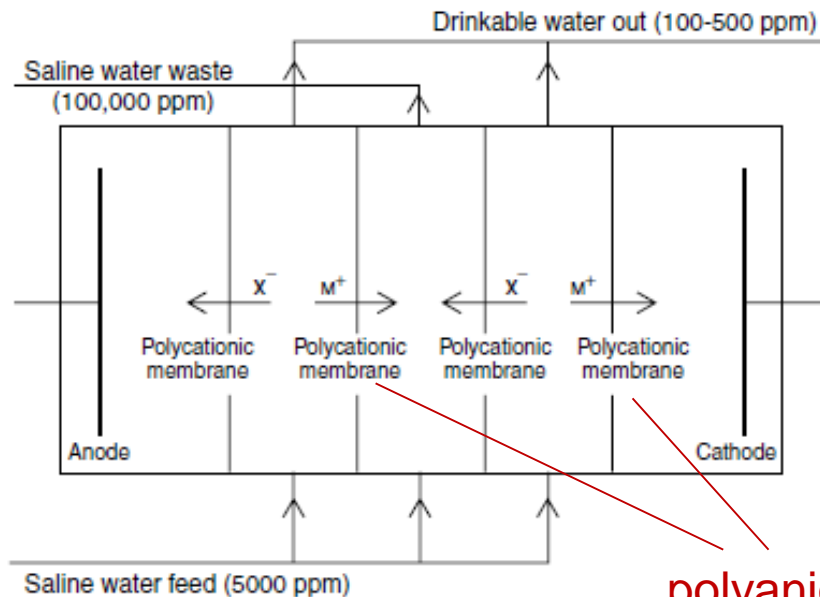 Drinkable water out (100-500 ppm)
Saline water waste
(100,000 ppm)
X⁻ M⁺ X⁻ M⁺
Polycationic Polycationic Polycationic Polycationic
membrane membrane membrane membrane
Anode Cathode
Saline water feed (5000 ppm)